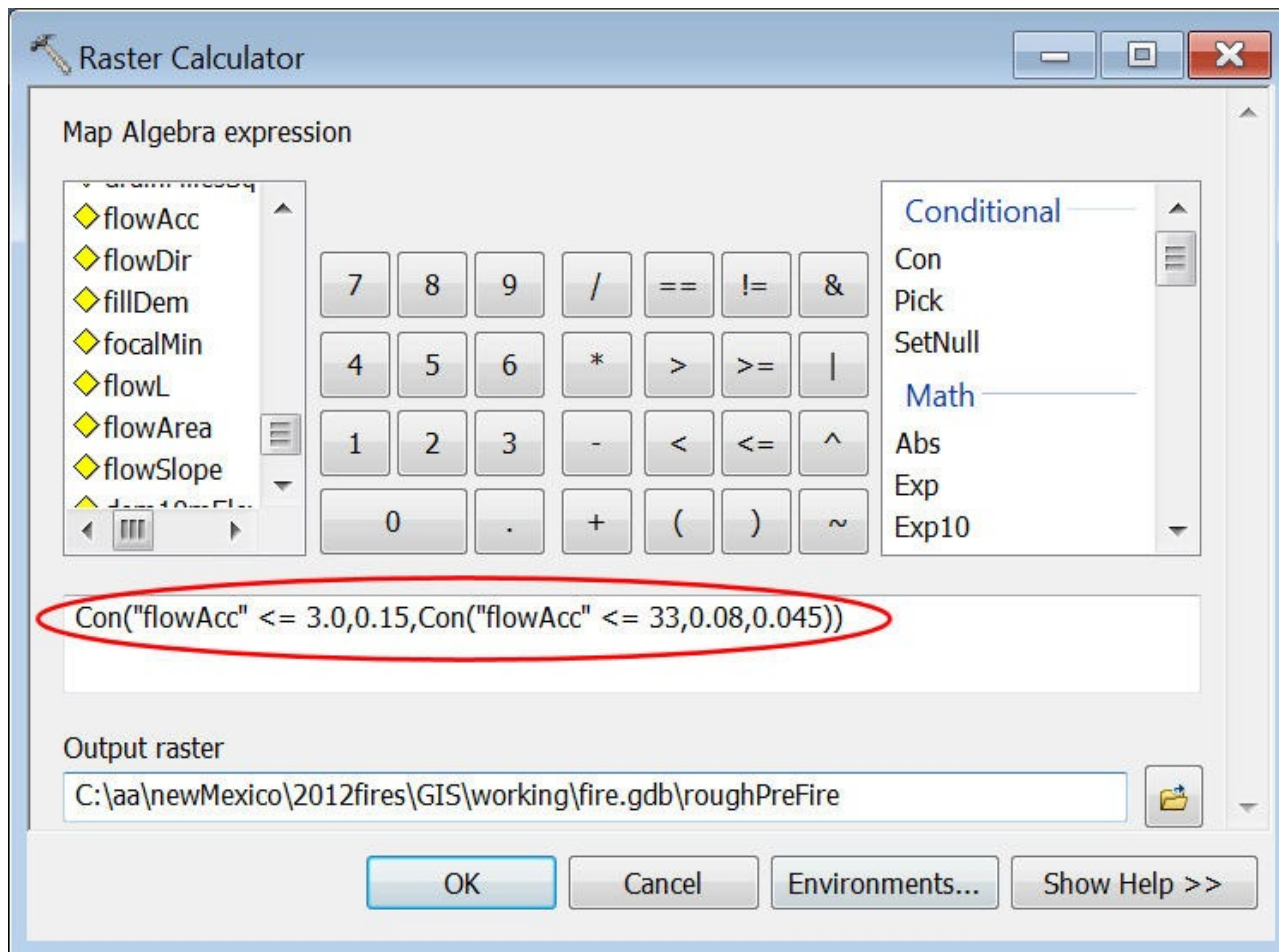 Raster Calculator
Map Algebra expression
flowAcc
flowDir
fillDem
focalMin
flowL
flowArea
flowSlope
7 8 9 / == != &
4 5 6 * > >= |
1 2 3 - < <= ^
0 . + ( ) ~
Conditional
Con
Pick
SetNull
Math
Abs
Exp
Exp10
Con("flowAcc" <= 3.0,0.15,Con("flowAcc" <= 33,0.08,0.045))
Output raster
C:\aa\newMexico\2012fires\GIS\working\fire.gdb\roughPreFire
OK Cancel Environments... Show Help >>